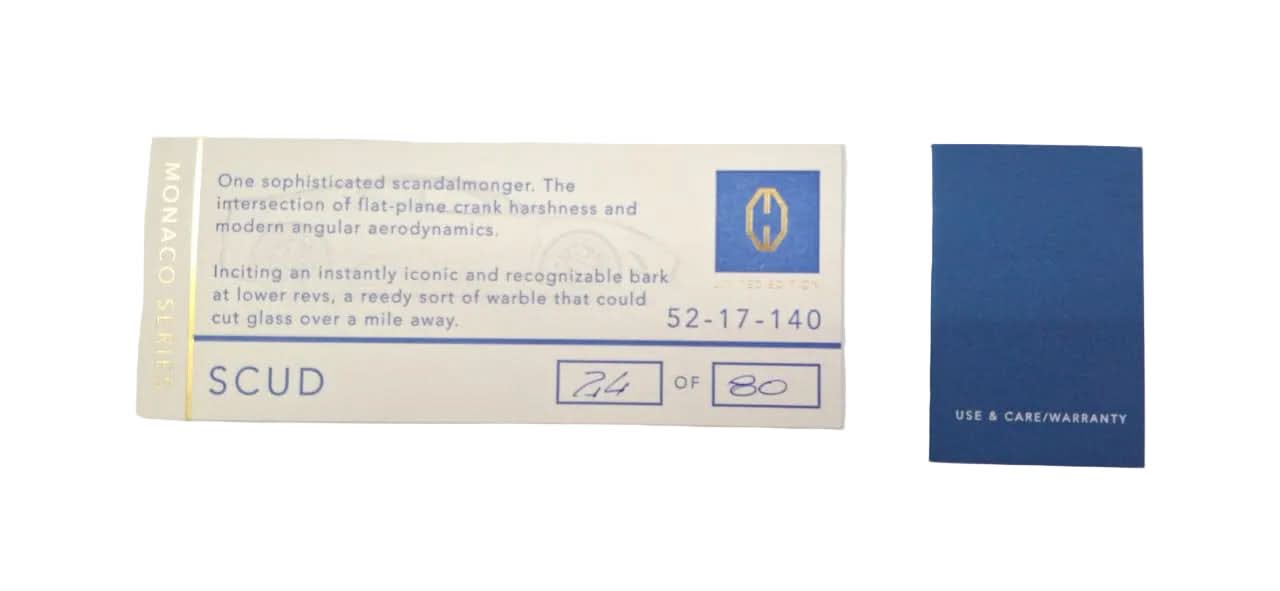 MONACO SERIES
One sophisticated scandalmonger. The
intersection of flat-plane crank harshness and
modern angular aerodynamics.
Inciting an instantly iconic and recognizable bark
at lower revs, a reedy sort of warble that could
cut glass over a mile away.
LIMITED EDITION
52-17-140
SCUD
24 OF 80
USE & CARE/WARRANTY